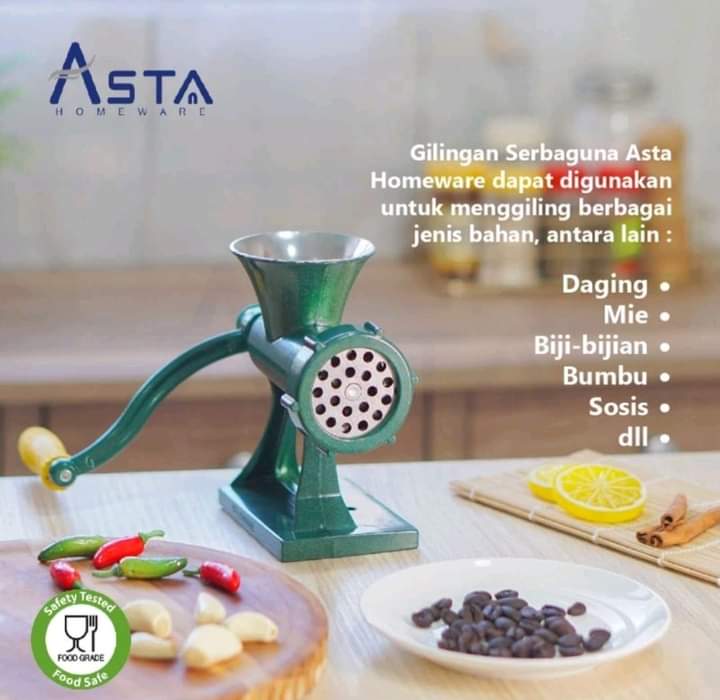 ASTA
HOMEWARE
Gilingan Serbaguna Asta
Homeware dapat digunakan
untuk menggiling berbagai
jenis bahan, antara lain :
Daging •
Mie •
Biji-bijian •
Bumbu •
Sosis •
dll •
Safety Tested
FOOD GRADE
Food Safe